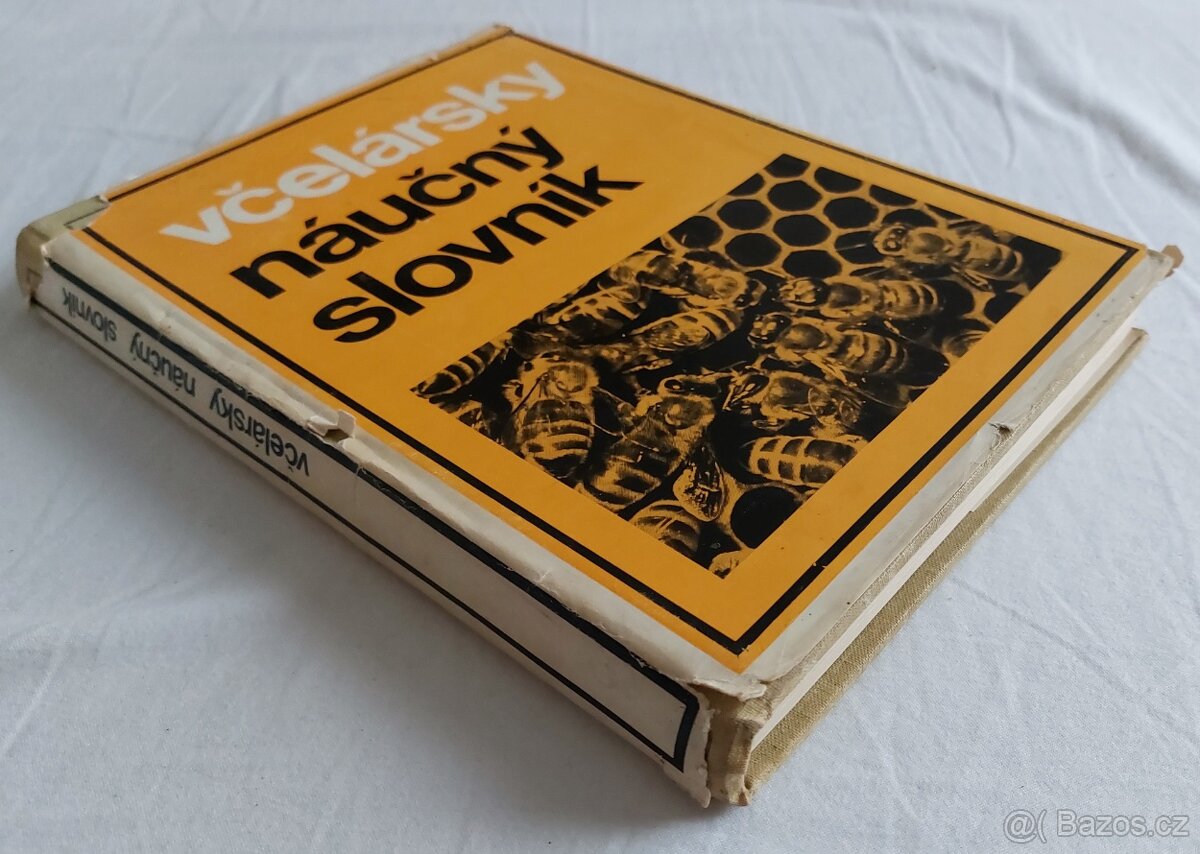 včelársky
náučný
slovník
včelársky náučný slovník
@( Bazos.cz